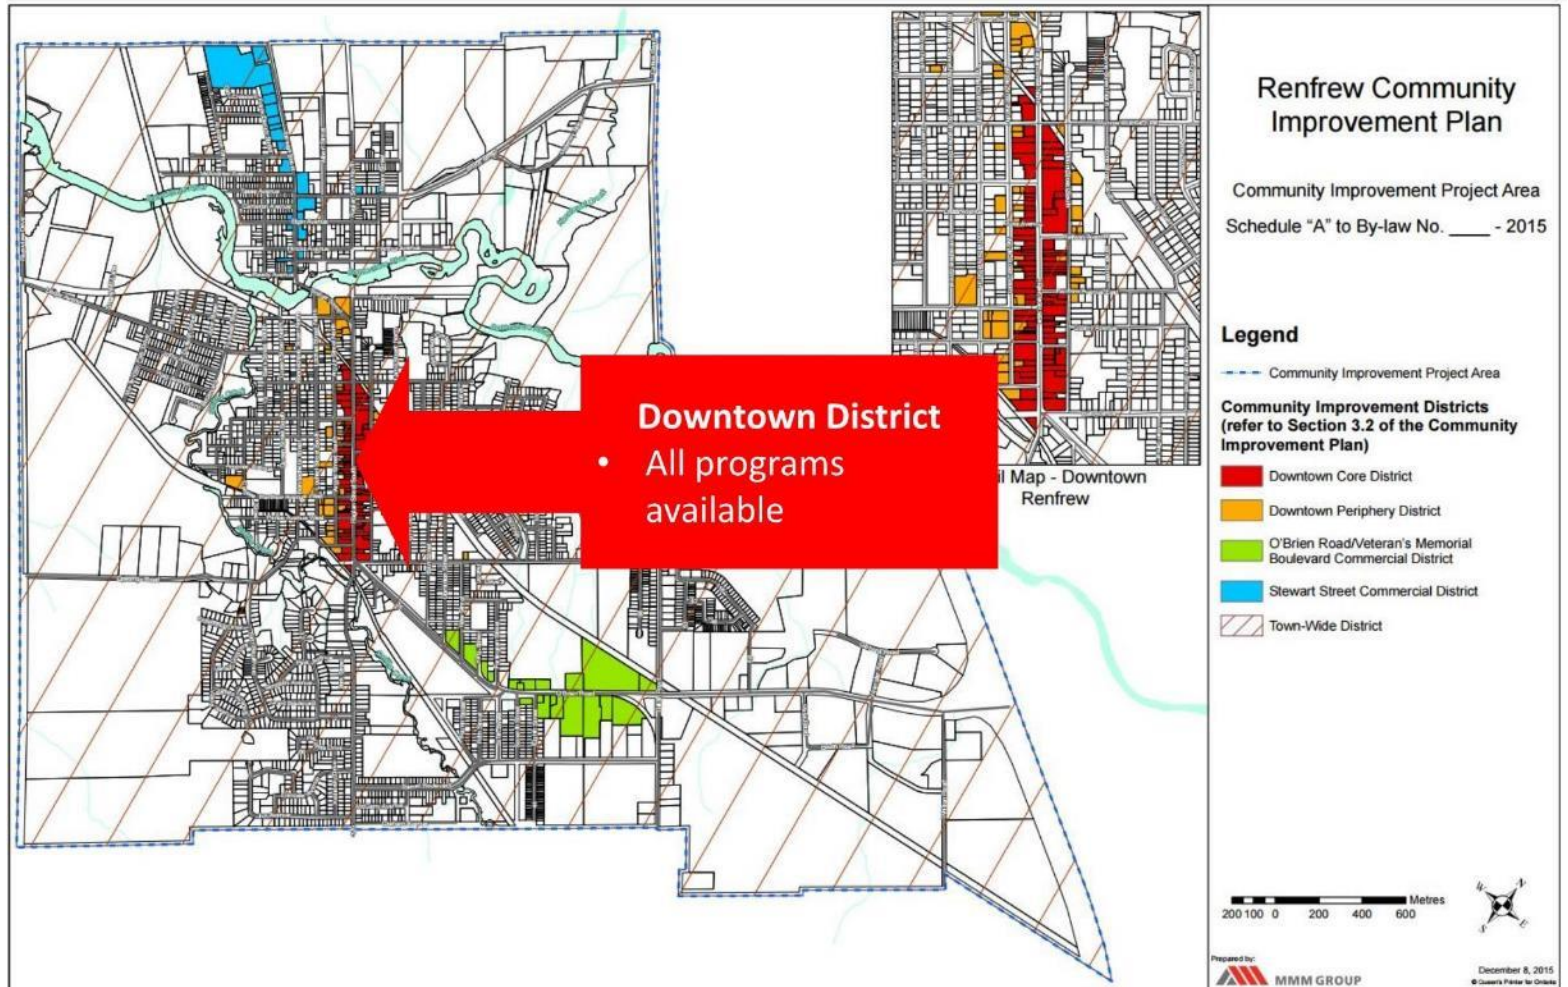 Renfrew Community
Improvement Plan
Community Improvement Project Area
Schedule “A” to By-law No. ____ - 2015
Downtown District
• All programs
available
il Map - Downtown
Renfrew
Legend
Community Improvement Project Area
Community Improvement Districts
(refer to Section 3.2 of the Community
Improvement Plan)
Downtown Core District
Downtown Periphery District
O'Brien Road/Veteran's Memorial
Boulevard Commercial District
Stewart Street Commercial District
Town-Wide District
W N
S E
Metres
200 100 0 200 400 600
Prepared by:
MMM GROUP
December 8, 2015
© Queen's Printer for Ontario